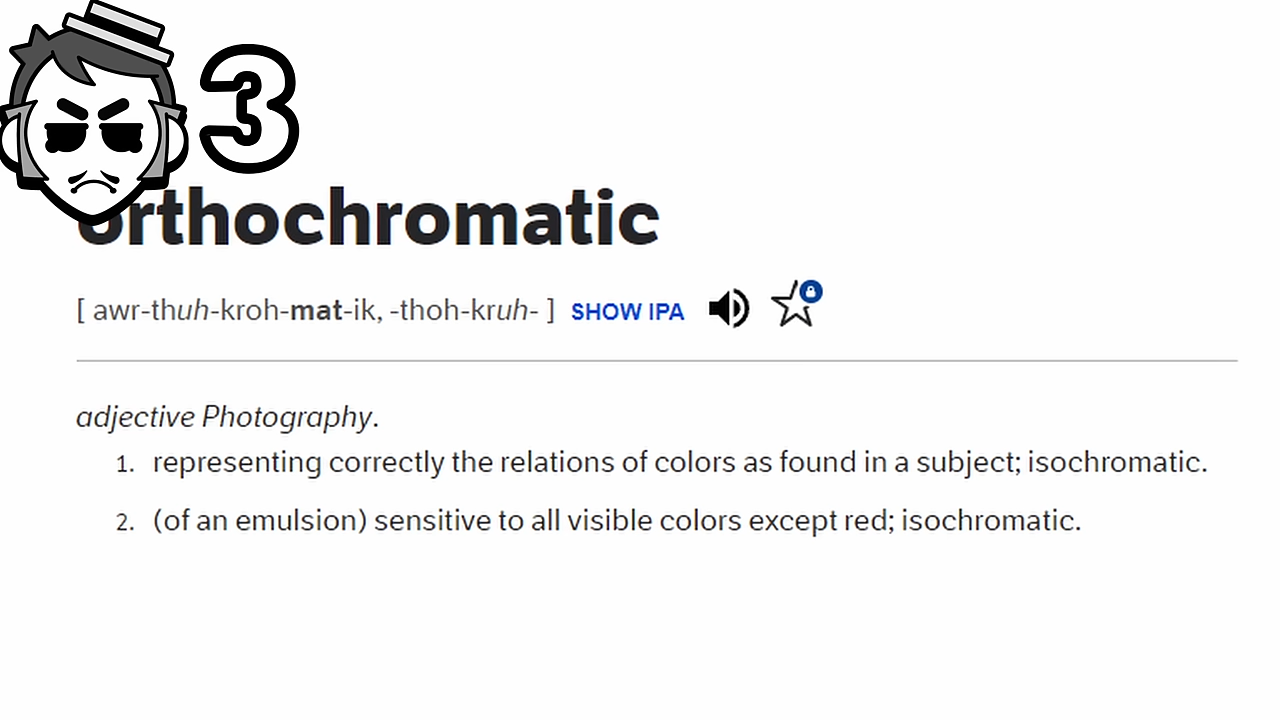 3
orthochromatic
[ awr-thuh-kroh-mat-ik, -thoh-kruh- ] SHOW IPA
adjective Photography.
1. representing correctly the relations of colors as found in a subject; isochromatic.
2. (of an emulsion) sensitive to all visible colors except red; isochromatic.